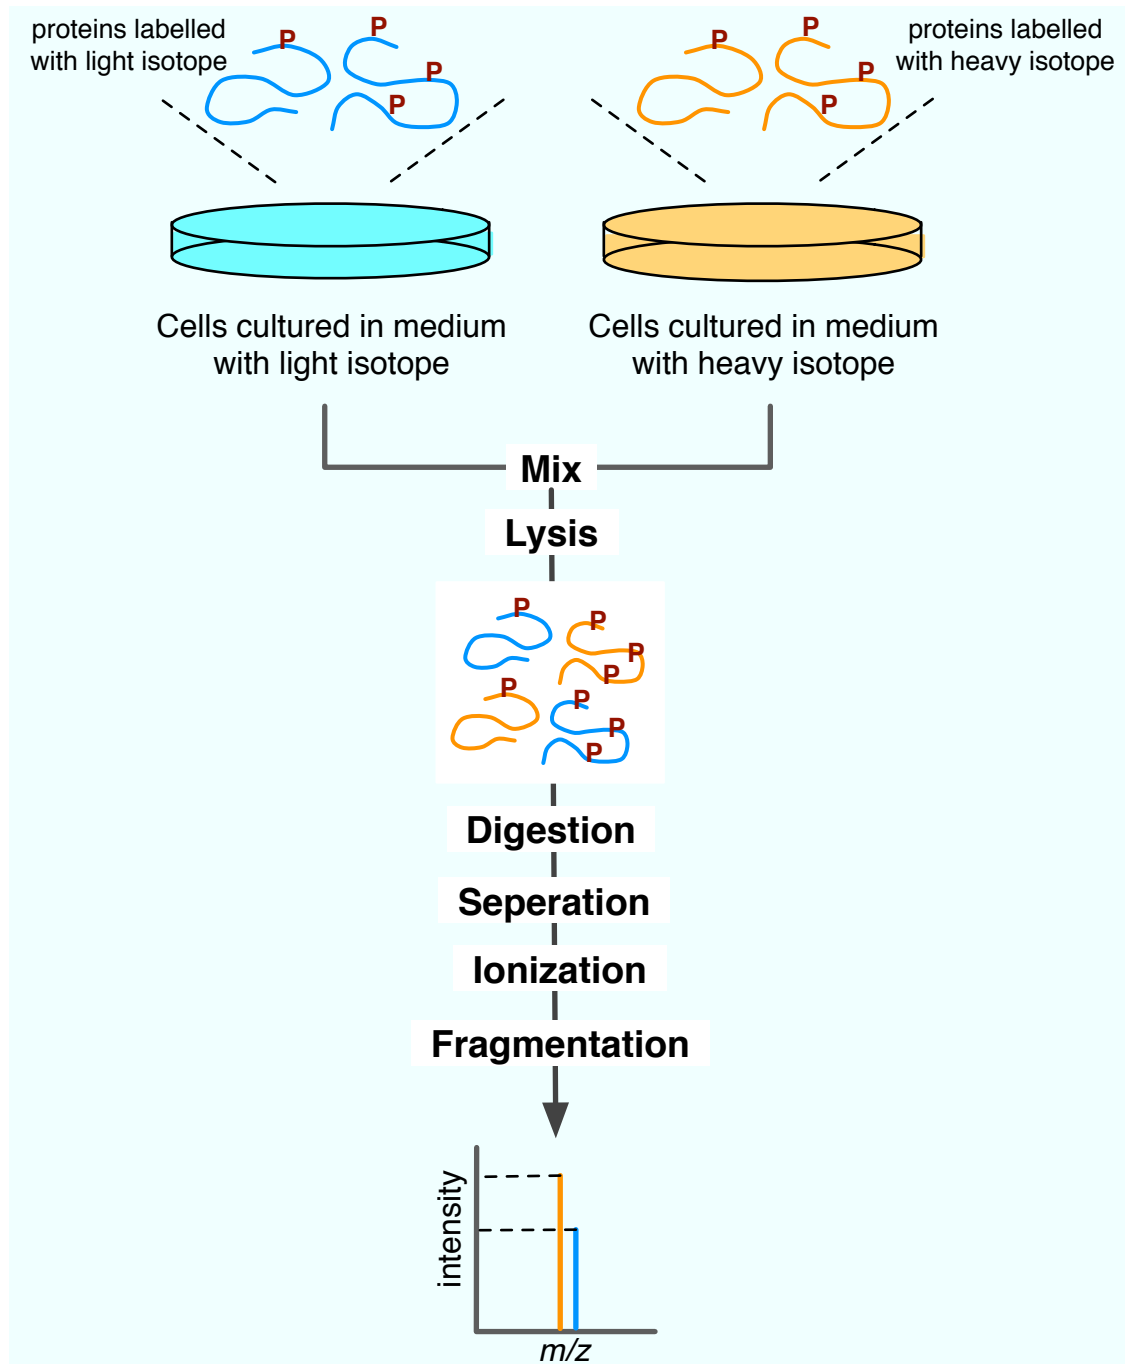 proteins labelled
with light isotope
P
P
P
P
P
P
P
P
proteins labelled
with heavy isotope
Cells cultured in medium
with light isotope
Cells cultured in medium
with heavy isotope
Mix
Lysis
P
P
P
P
P
P
P
P
Digestion
Seperation
Ionization
Fragmentation
intensity
m/z